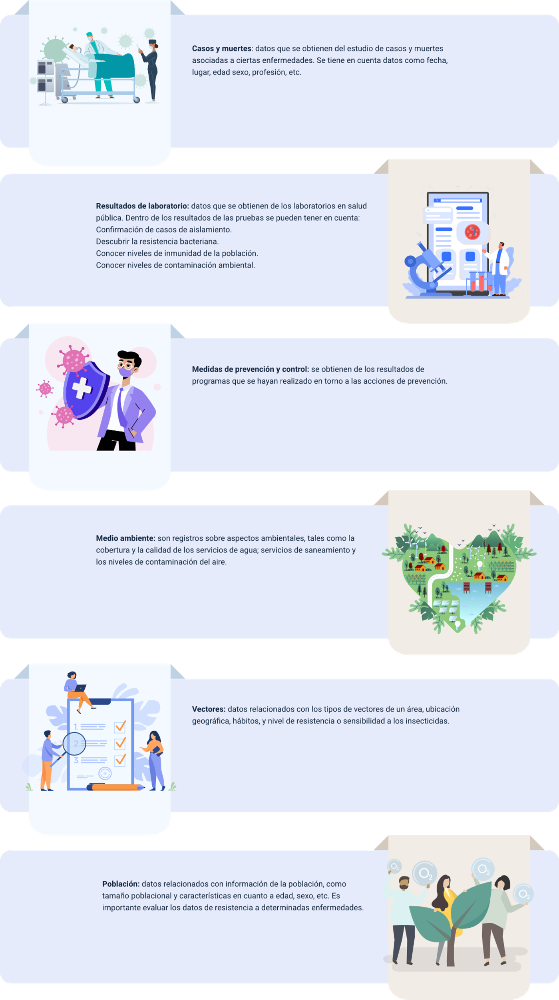 Casos y muertes: datos que se obtienen del estudio de casos y muertes
asociadas a ciertas enfermedades. Se tiene en cuenta datos como fecha,
lugar, edad sexo, profesión, etc.
Resultados de laboratorio: datos que se obtienen de los laboratorios en salud
pública. Dentro de los resultados de las pruebas se pueden tener en cuenta:
Confirmación de casos de aislamiento.
Descubrir la resistencia bacteriana.
Conocer niveles de inmunidad de la población.
Conocer niveles de contaminación ambiental.
Medidas de prevención y control: se obtienen de los resultados de
programas que se hayan realizado en torno a las acciones de prevención.
Medio ambiente: son registros sobre aspectos ambientales, tales como la
cobertura y la calidad de los servicios de agua; servicios de saneamiento y
los niveles de contaminación del aire.
1.
2.
3.
Vectores: datos relacionados con los tipos de vectores de un área, ubicación
geográfica, hábitos, y nivel de resistencia o sensibilidad a los insecticidas.
O2
O2
O2
O2
Población: datos relacionados con información de la población, como
tamaño poblacional y características en cuanto a edad, sexo, etc. Es
importante evaluar los datos de resistencia a determinadas enfermedades.